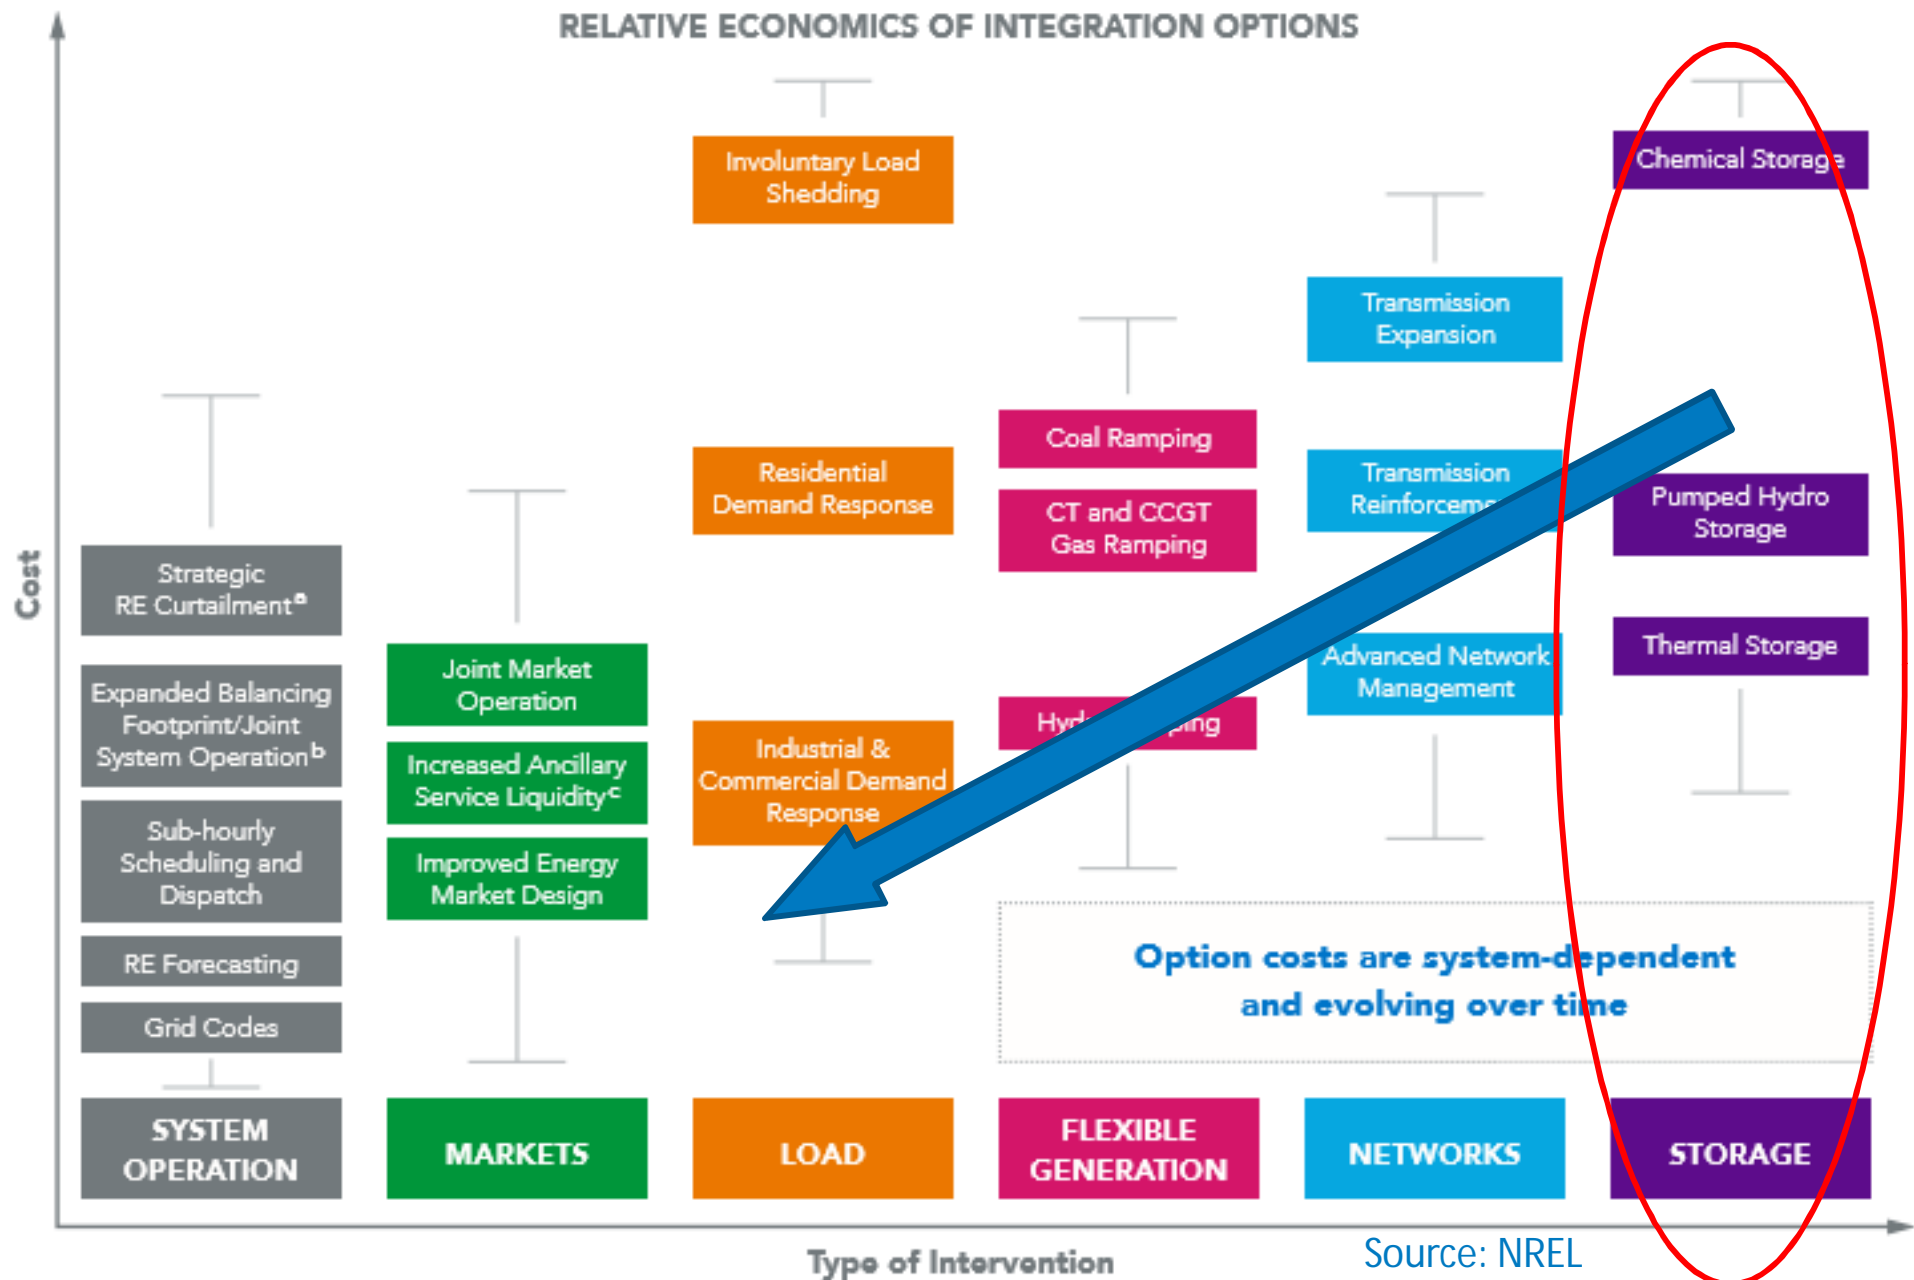 RELATIVE ECONOMICS OF INTEGRATION OPTIONS
Cost
Strategic
RE Curtailmentᵃ
Expanded Balancing
Footprint/Joint
System Operationᵇ
Sub-hourly
Scheduling and
Dispatch
RE Forecasting
Grid Codes
SYSTEM
OPERATION
Joint Market
Operation
Increased Ancillary
Service Liquidityᶜ
Improved Energy
Market Design
MARKETS
Involuntary Load
Shedding
Residential
Demand Response
Industrial &
Commercial Demand
Response
LOAD
Coal Ramping
CT and CCGT
Gas Ramping
FLEXIBLE
GENERATION
Transmission
Expansion
Transmission
Advanced Network
Management
NETWORKS
Chemical Storage
Pumped Hydro
Storage
Thermal Storage
STORAGE
Option costs are system-dependent
and evolving over time
Type of Intervention
Source: NREL